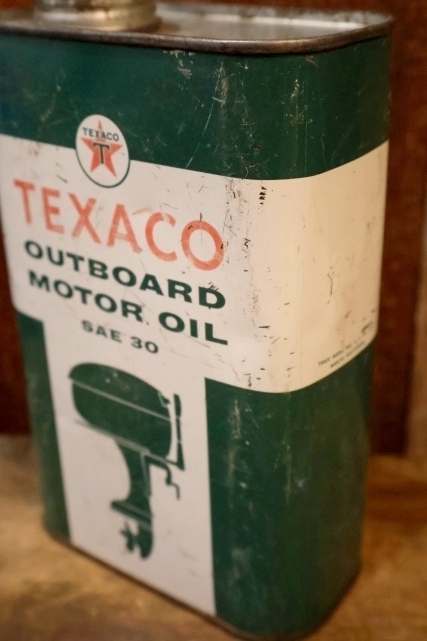 TEXACO
T
TEXACO
OUTBOARD
MOTOR OIL
SAE 30